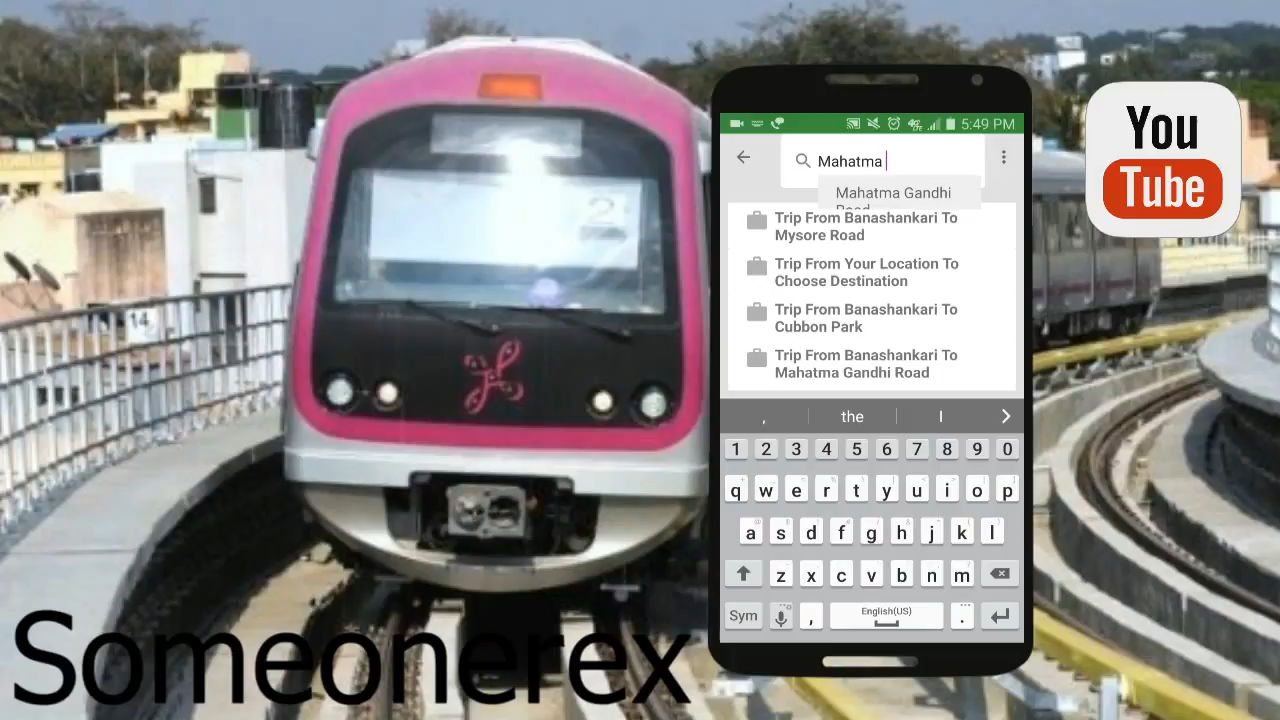 You
Tube
5:49 PM
Mahatma
Mahatma Gandhi
Road
Trip From Banashankari To
Mysore Road
Trip From Your Location To
Choose Destination
Trip From Banashankari To
Cubbon Park
Trip From Banashankari To
Mahatma Gandhi Road
, the I
1 2 3 4 5 6 7 8 9 0
q w e r t y u i o p
a s d f g h j k l
z x c v b n m
Sym , English(US) .
14
2
Someonerex